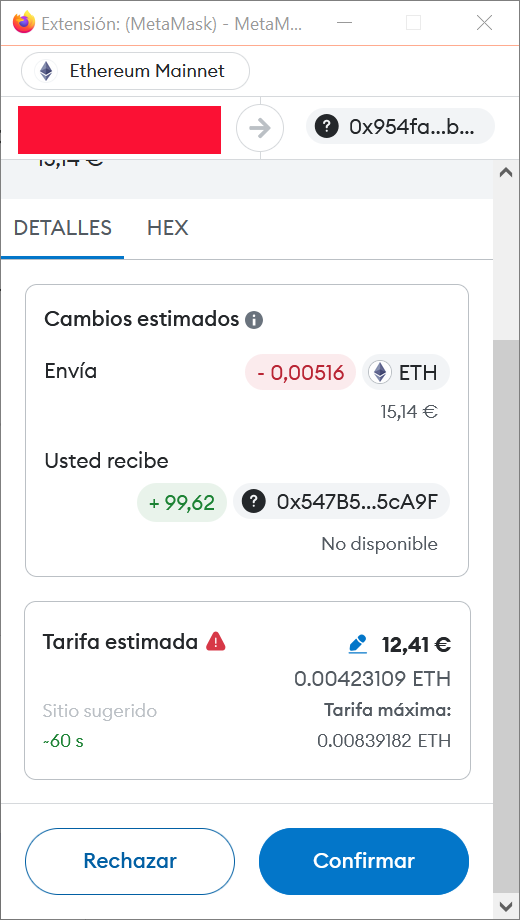 Extensión: (MetaMask) - MetaM...
Ethereum Mainnet
0x954fa...b...
15,14 €
DETALLES HEX
Cambios estimados
Envía - 0,00516 ETH
15,14 €
Usted recibe
+ 99,62 0x547B5...5cA9F
No disponible
Tarifa estimada 12,41 €
0.00423109 ETH
Sitio sugerido Tarifa máxima:
~60 s 0.00839182 ETH
Rechazar Confirmar